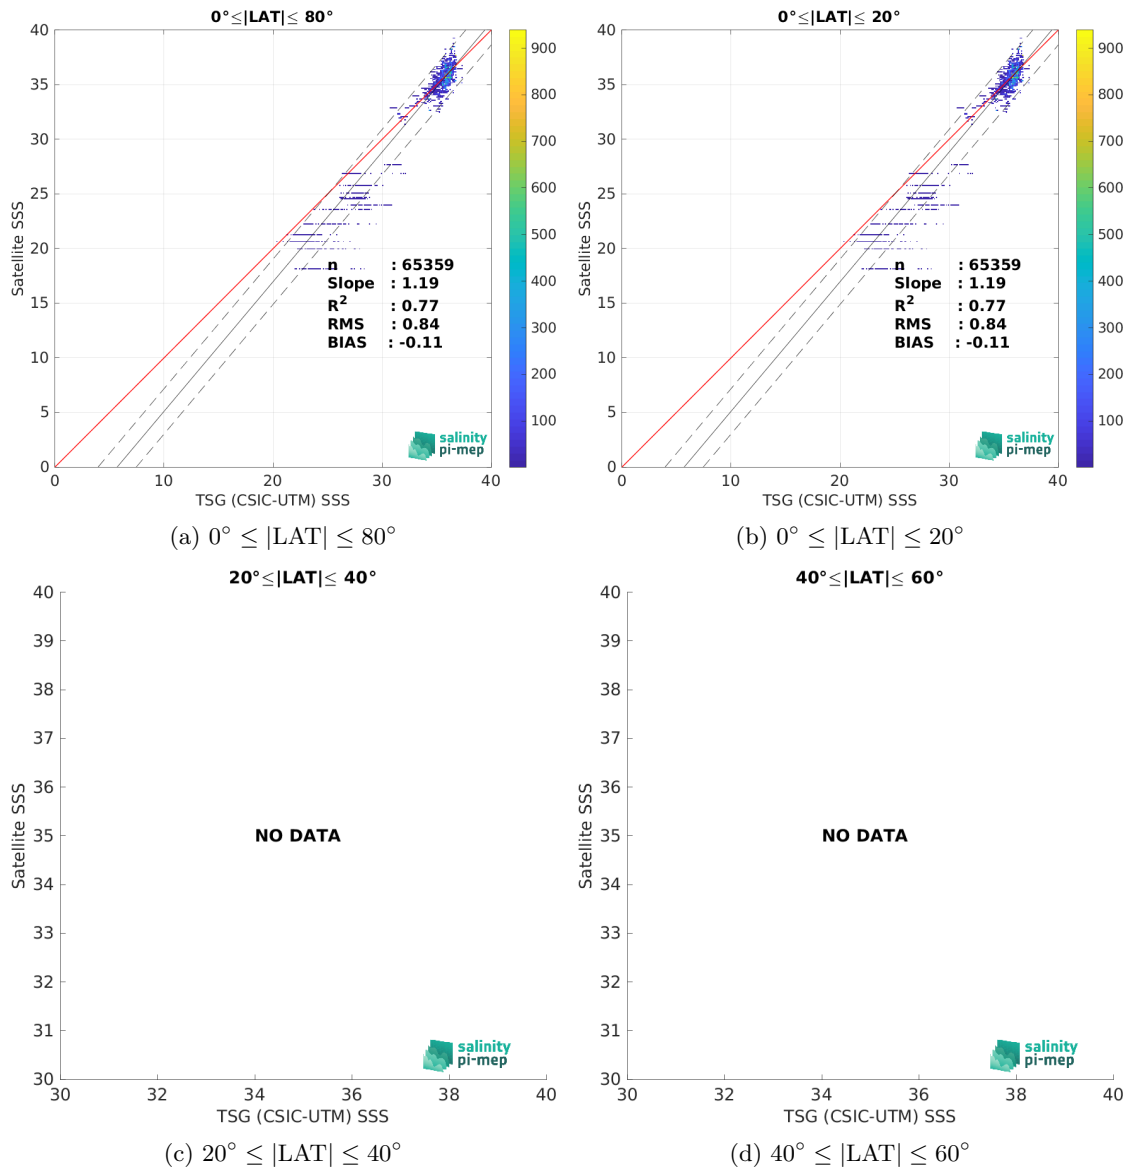 0°≤|LAT|≤ 80°
Satellite SSS
40
35
30
25
20
15
10
5
0
0 10 20 30 40
TSG (CSIC-UTM) SSS
n : 65359
Slope : 1.19
R² : 0.77
RMS : 0.84
BIAS : -0.11
900
800
700
600
500
400
300
200
100
salinity
pi-mep
(a) 0° ≤ |LAT| ≤ 80°
0°≤|LAT|≤ 20°
Satellite SSS
40
35
30
25
20
15
10
5
0
0 10 20 30 40
TSG (CSIC-UTM) SSS
n : 65359
Slope : 1.19
R² : 0.77
RMS : 0.84
BIAS : -0.11
900
800
700
600
500
400
300
200
100
salinity
pi-mep
(b) 0° ≤ |LAT| ≤ 20°
20°≤|LAT|≤ 40°
Satellite SSS
40
39
38
37
36
35
34
33
32
31
30
NO DATA
30 32 34 36 38 40
TSG (CSIC-UTM) SSS
salinity
pi-mep
(c) 20° ≤ |LAT| ≤ 40°
40°≤|LAT|≤ 60°
Satellite SSS
40
39
38
37
36
35
34
33
32
31
30
NO DATA
30 32 34 36 38 40
TSG (CSIC-UTM) SSS
salinity
pi-mep
(d) 40° ≤ |LAT| ≤ 60°